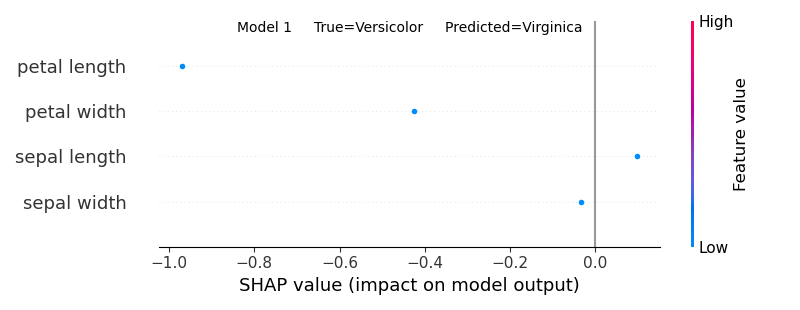 Model 1 True=Versicolor Predicted=Virginica
High
petal length
petal width
sepal length
sepal width
Feature value
Low
−1.0 −0.8 −0.6 −0.4 −0.2 0.0
SHAP value (impact on model output)